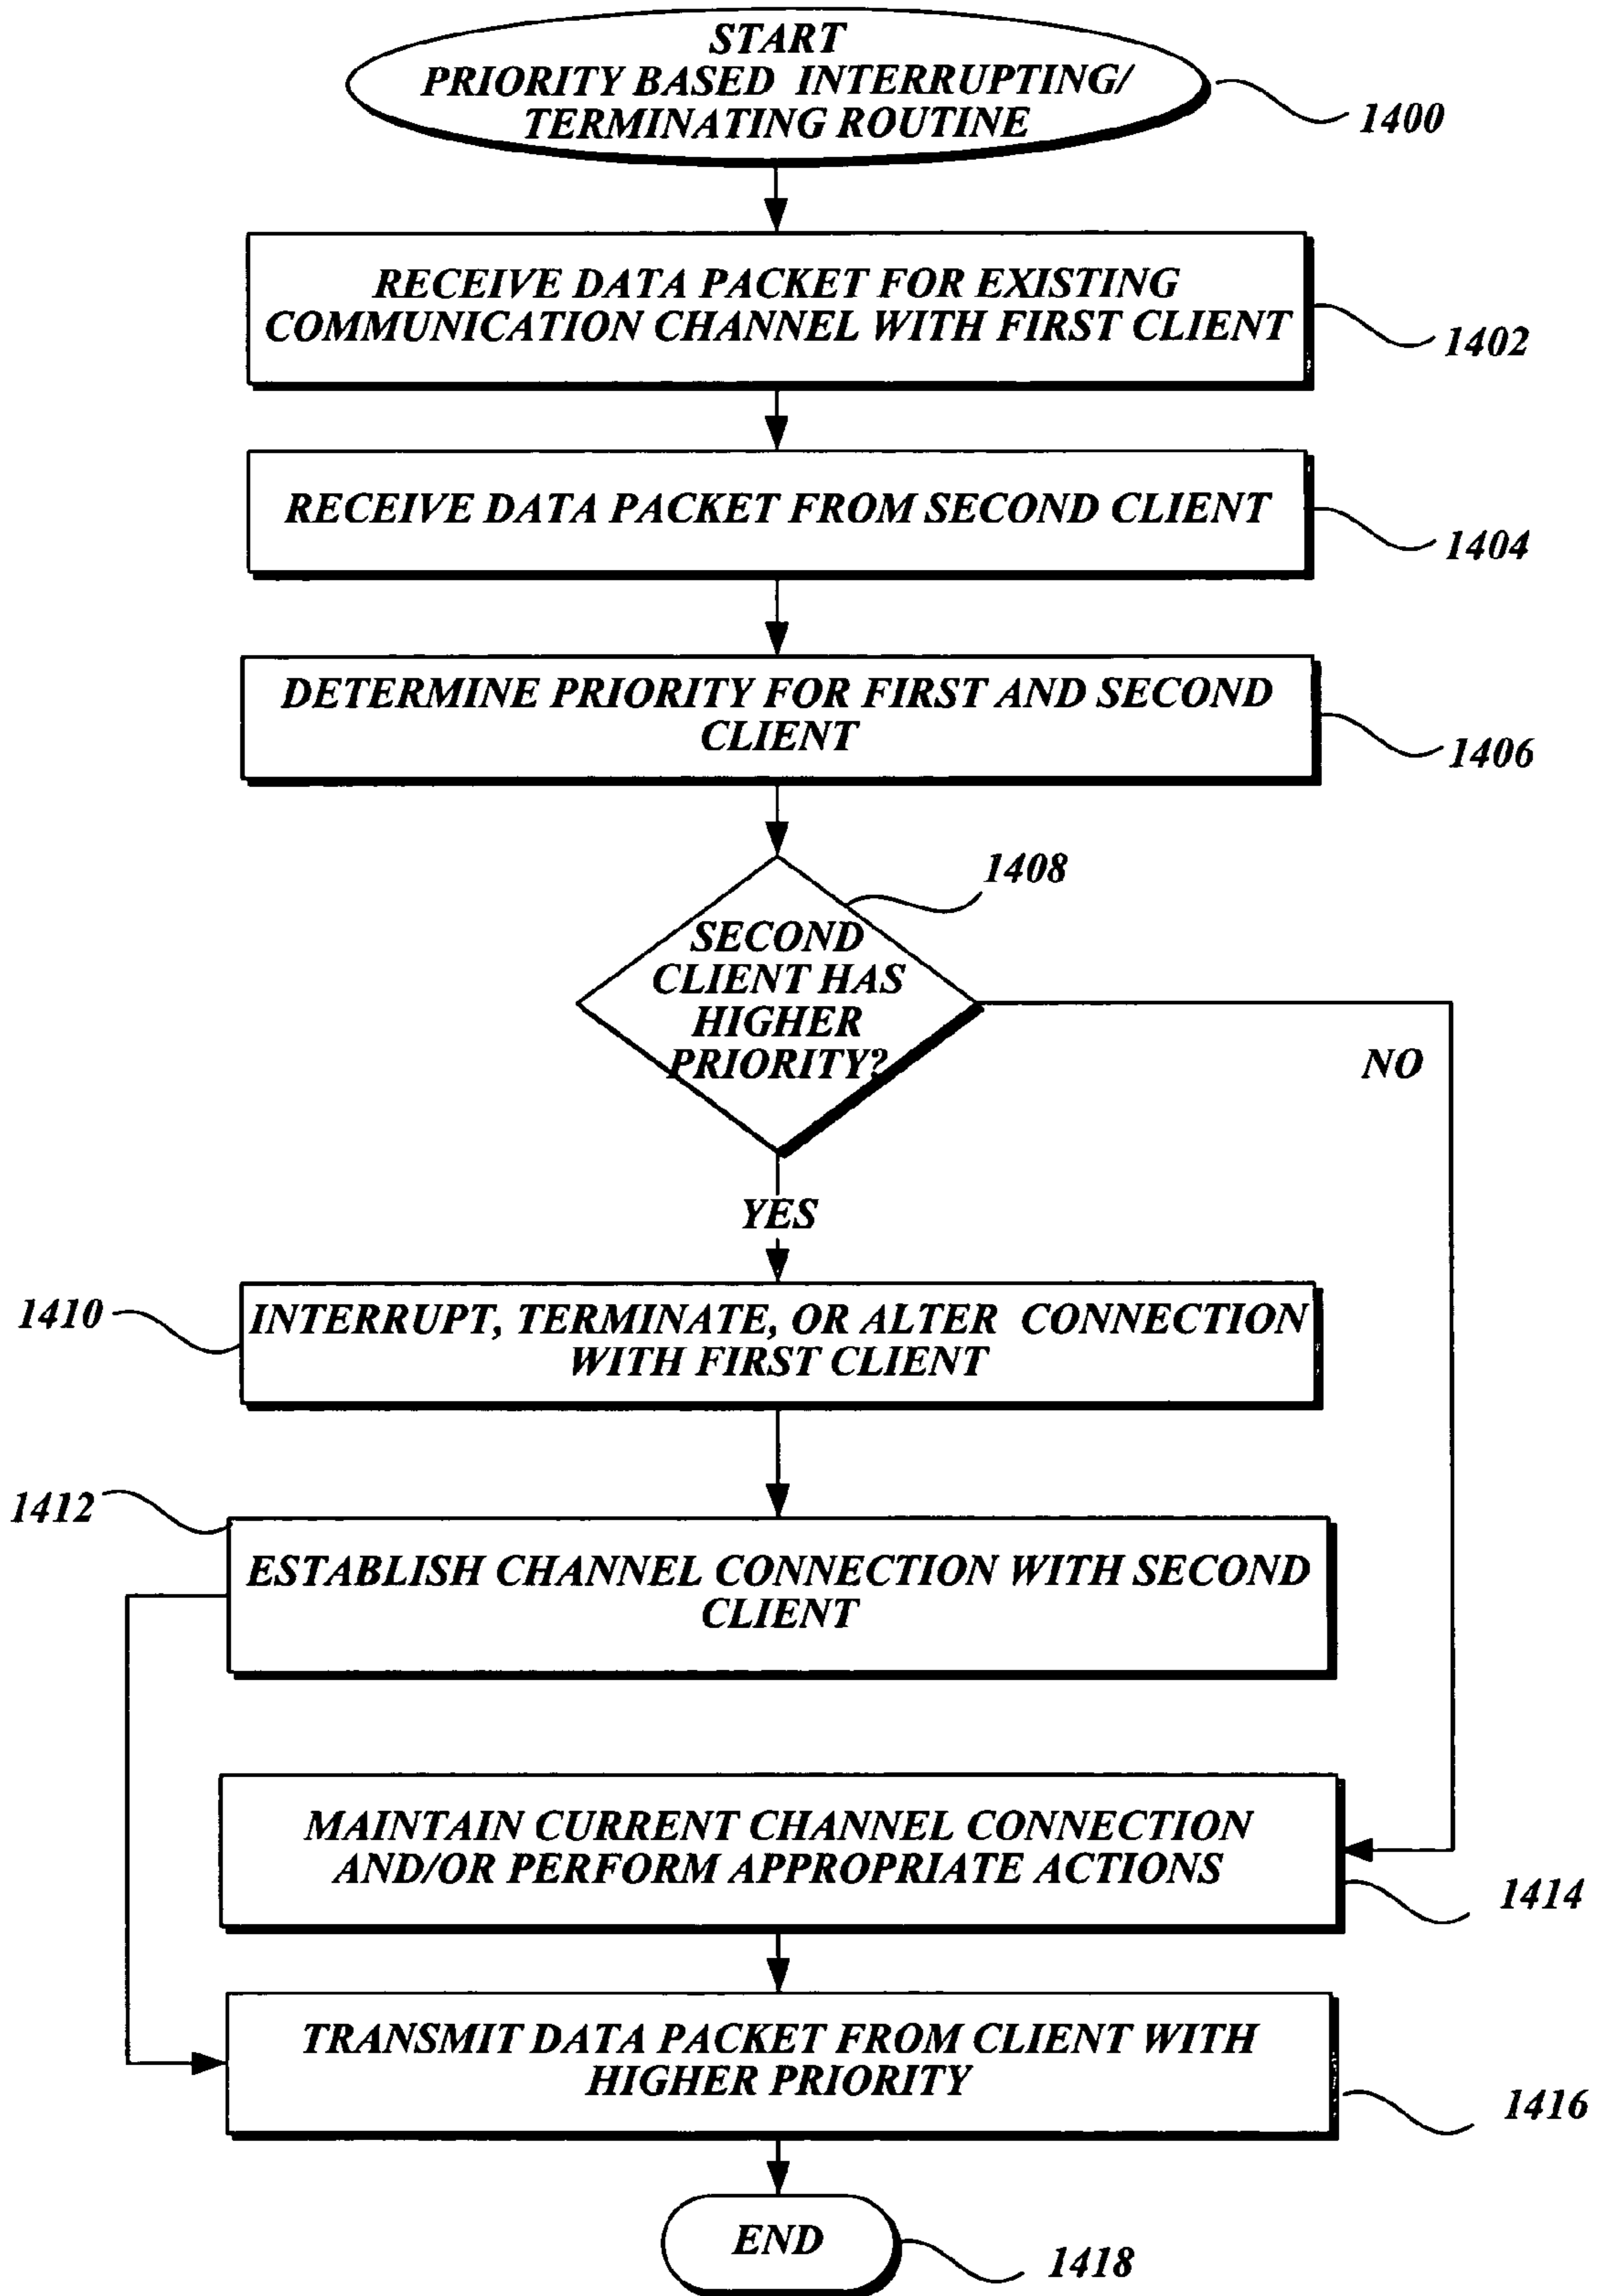 START
PRIORITY BASED INTERRUPTING/
TERMINATING ROUTINE
1400
RECEIVE DATA PACKET FOR EXISTING
COMMUNICATION CHANNEL WITH FIRST CLIENT
1402
RECEIVE DATA PACKET FROM SECOND CLIENT
1404
DETERMINE PRIORITY FOR FIRST AND SECOND
CLIENT
1406
1408
SECOND
CLIENT HAS
HIGHER
PRIORITY?
NO
YES
1410
INTERRUPT, TERMINATE, OR ALTER CONNECTION
WITH FIRST CLIENT
1412
ESTABLISH CHANNEL CONNECTION WITH SECOND
CLIENT
MAINTAIN CURRENT CHANNEL CONNECTION
AND/OR PERFORM APPROPRIATE ACTIONS
1414
TRANSMIT DATA PACKET FROM CLIENT WITH
HIGHER PRIORITY
1416
END
1418